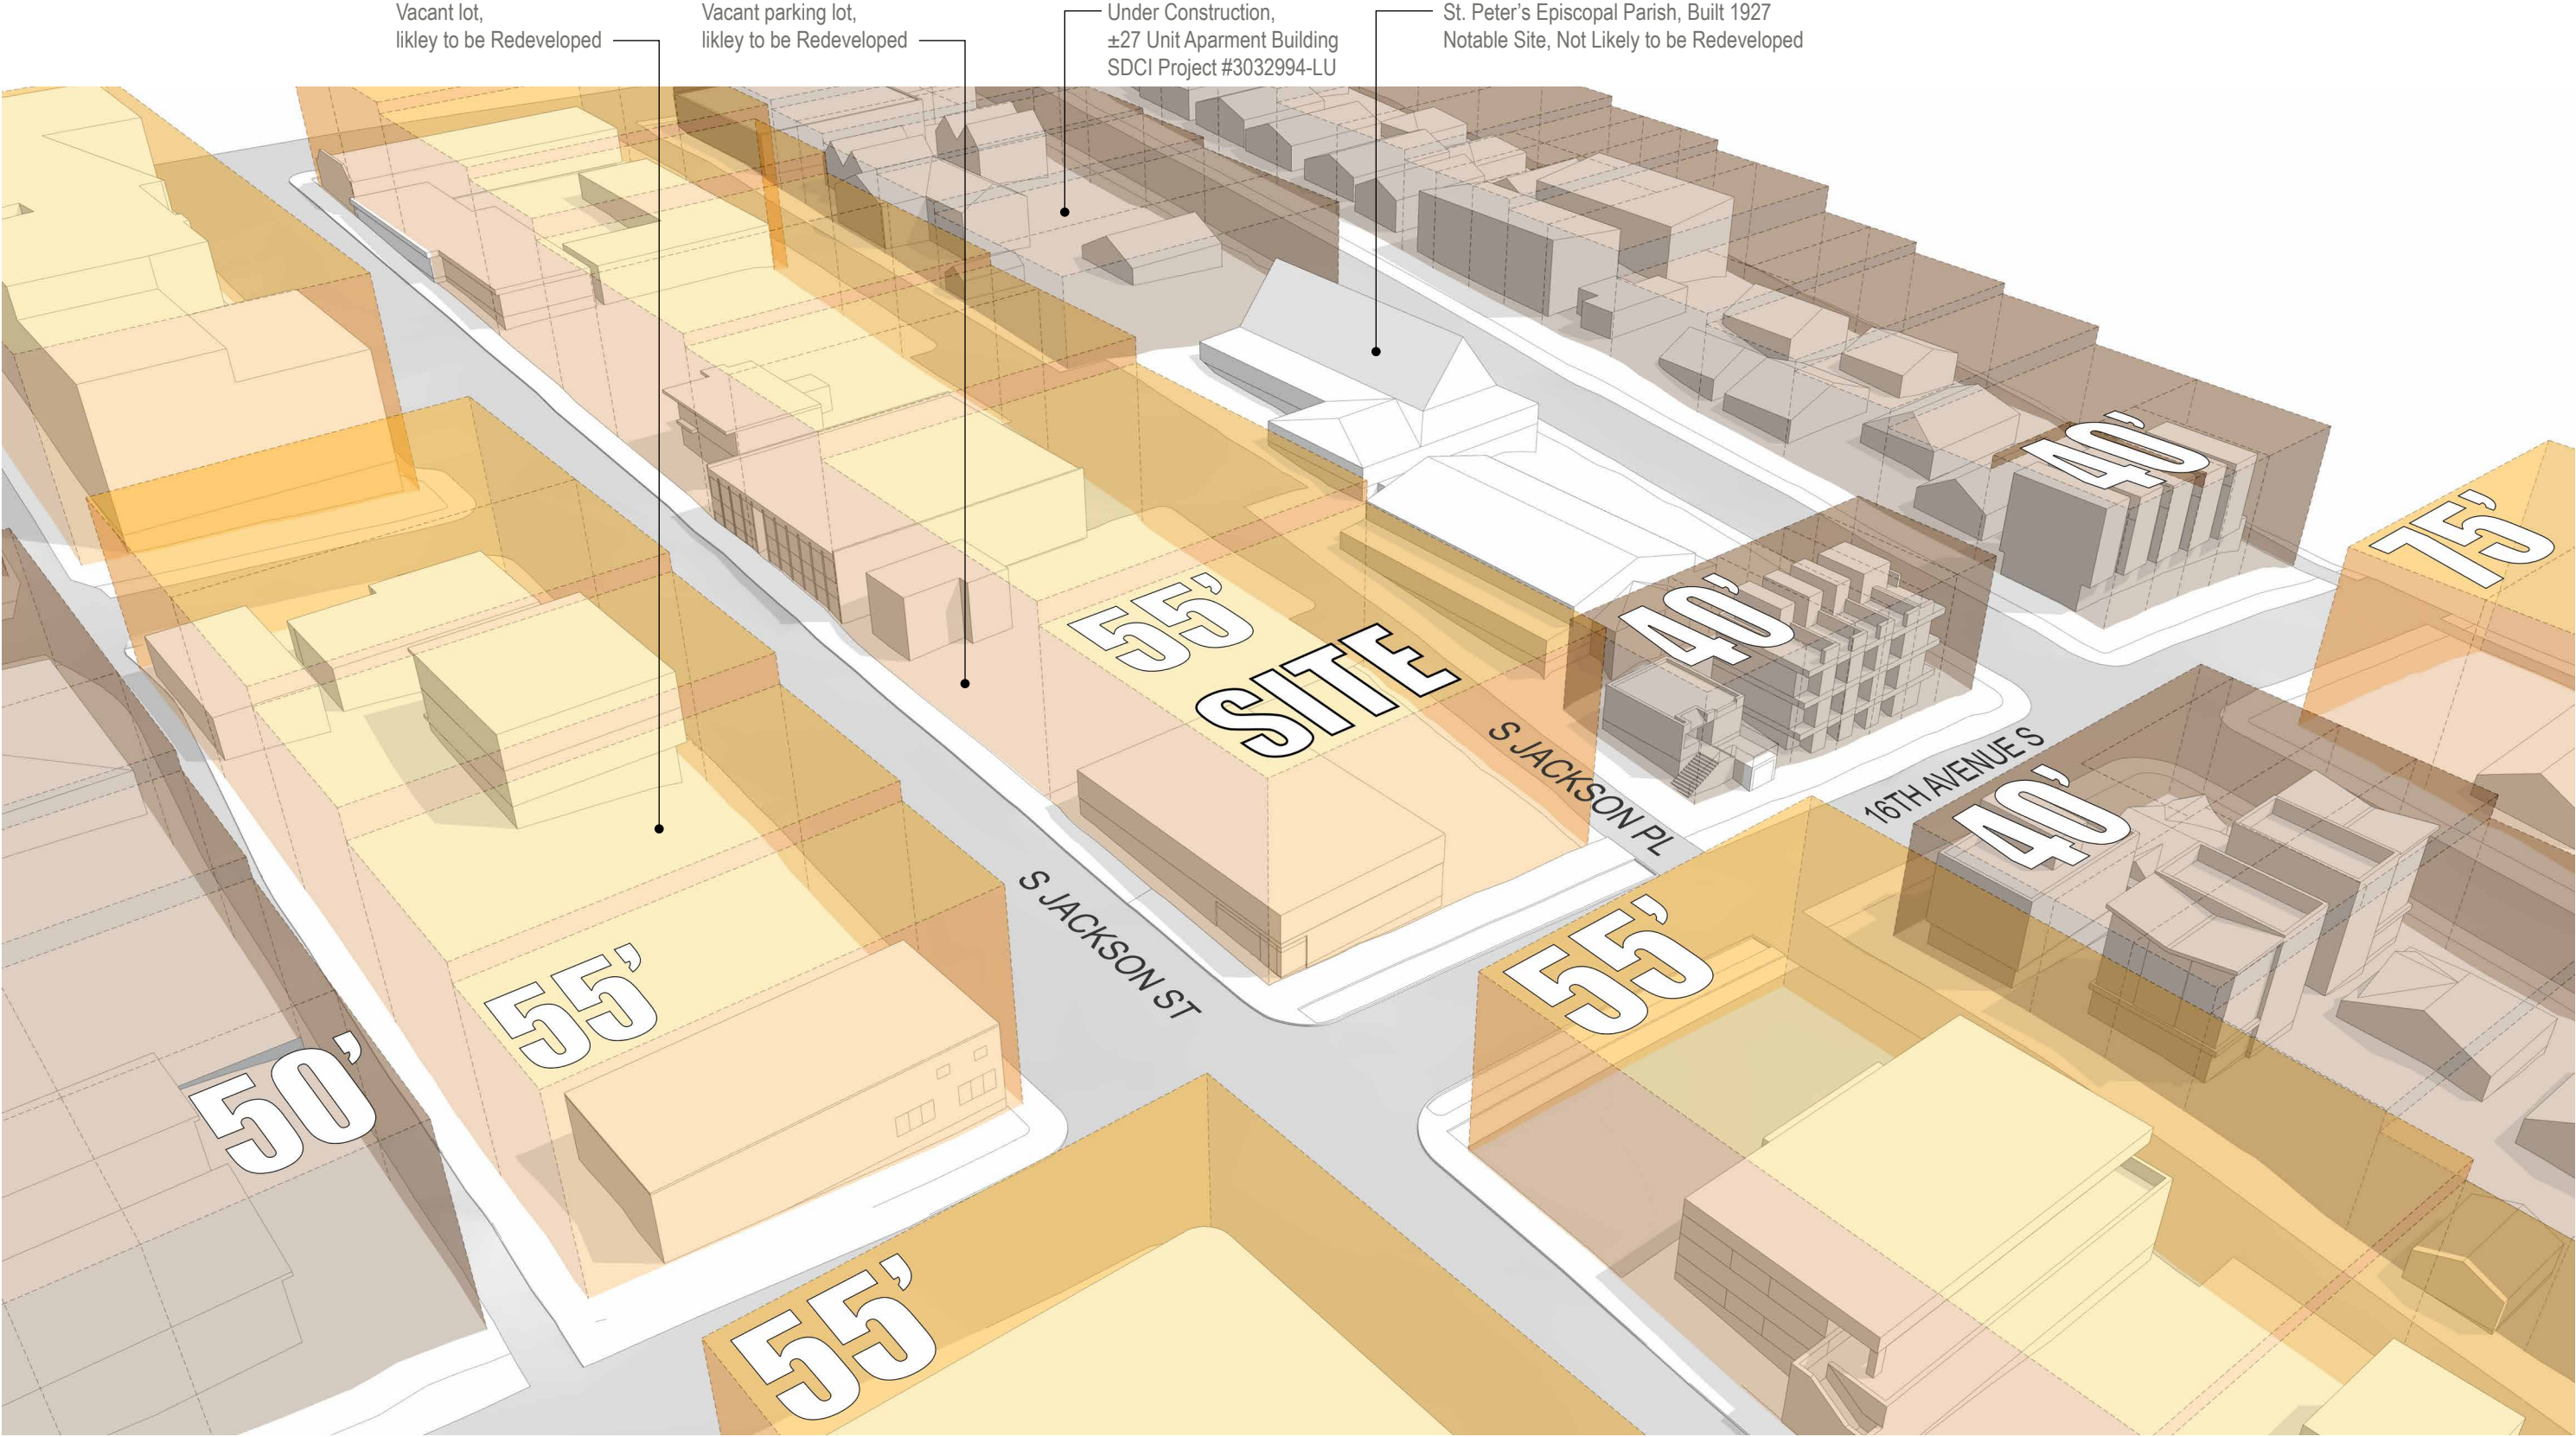 Vacant lot,
likley to be Redeveloped
Vacant parking lot,
likley to be Redeveloped
Under Construction,
±27 Unit Aparment Building
SDCI Project #3032994-LU
St. Peter's Episcopal Parish, Built 1927
Notable Site, Not Likely to be Redeveloped
40'
75'
55'
SITE
40'
S JACKSON PL
16TH AVENUE S
40'
S JACKSON ST
55'
55'
50'
55'